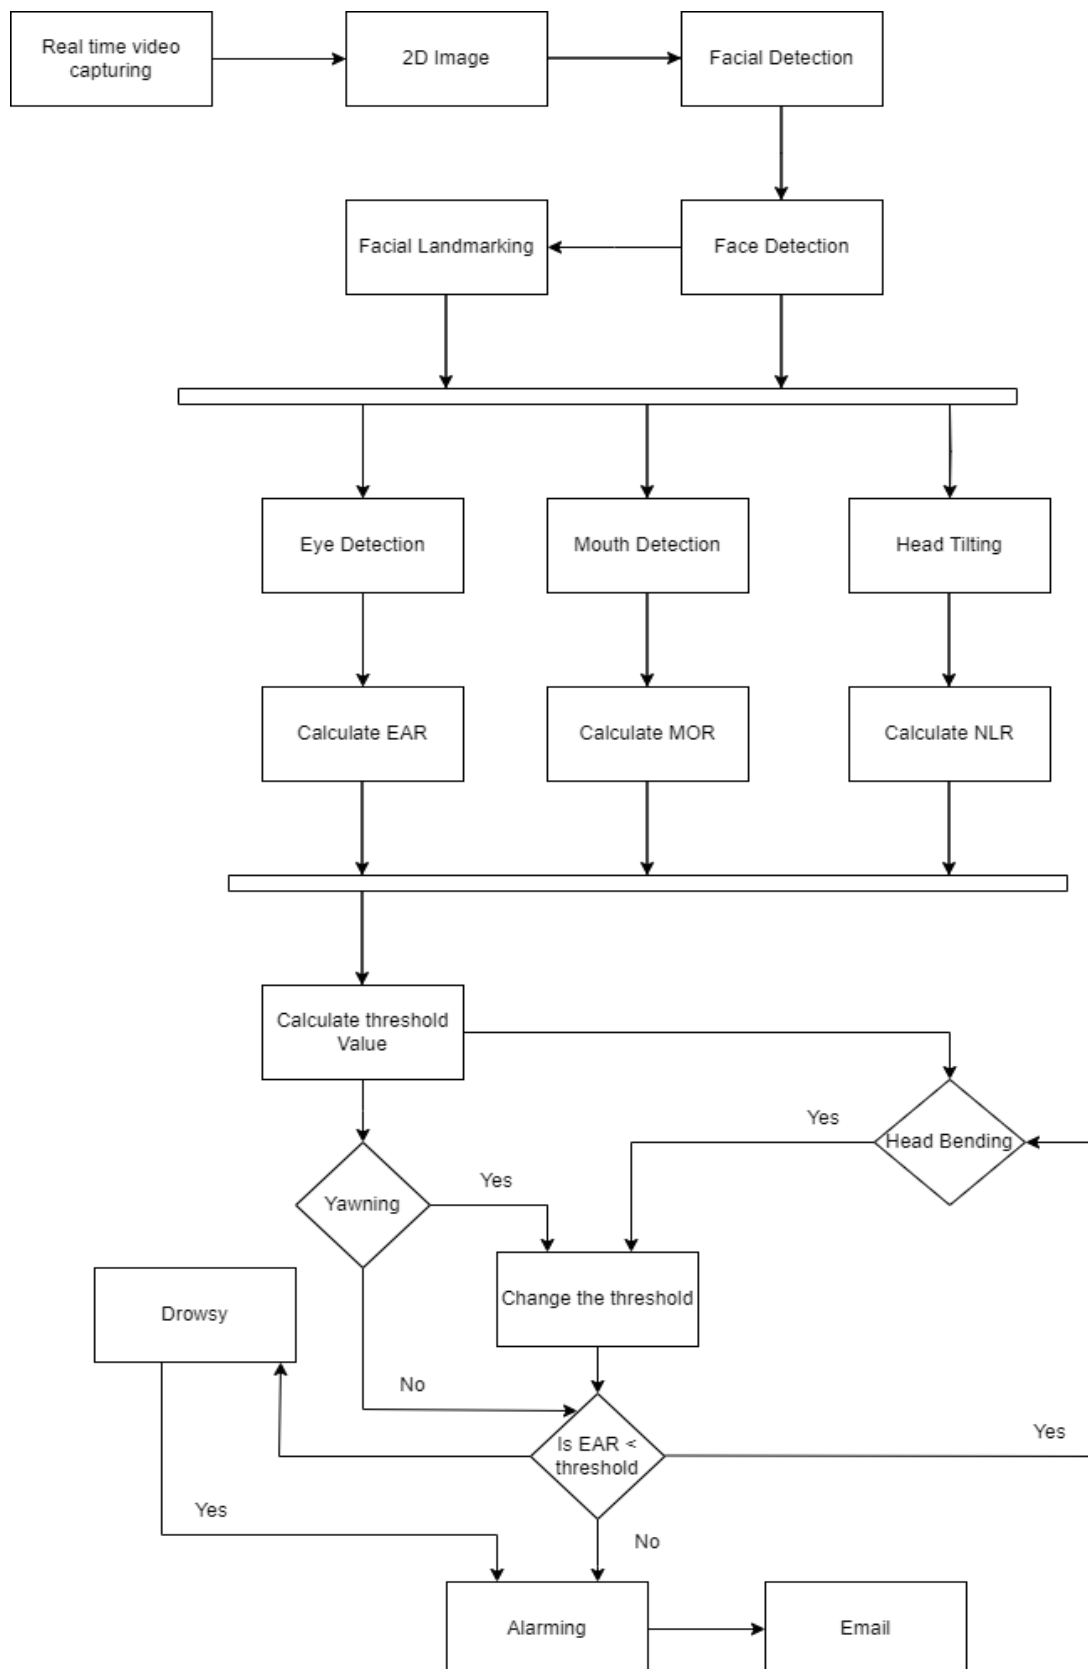 Real time video
capturing
2D Image
Facial Detection
Facial Landmarking
Face Detection
Eye Detection
Mouth Detection
Head Tilting
Calculate EAR
Calculate MOR
Calculate NLR
Calculate threshold
Value
Yes
Head Bending
Yawning
Yes
Change the threshold
Drowsy
No
Is EAR <
threshold
Yes
Yes
No
Alarming
Email